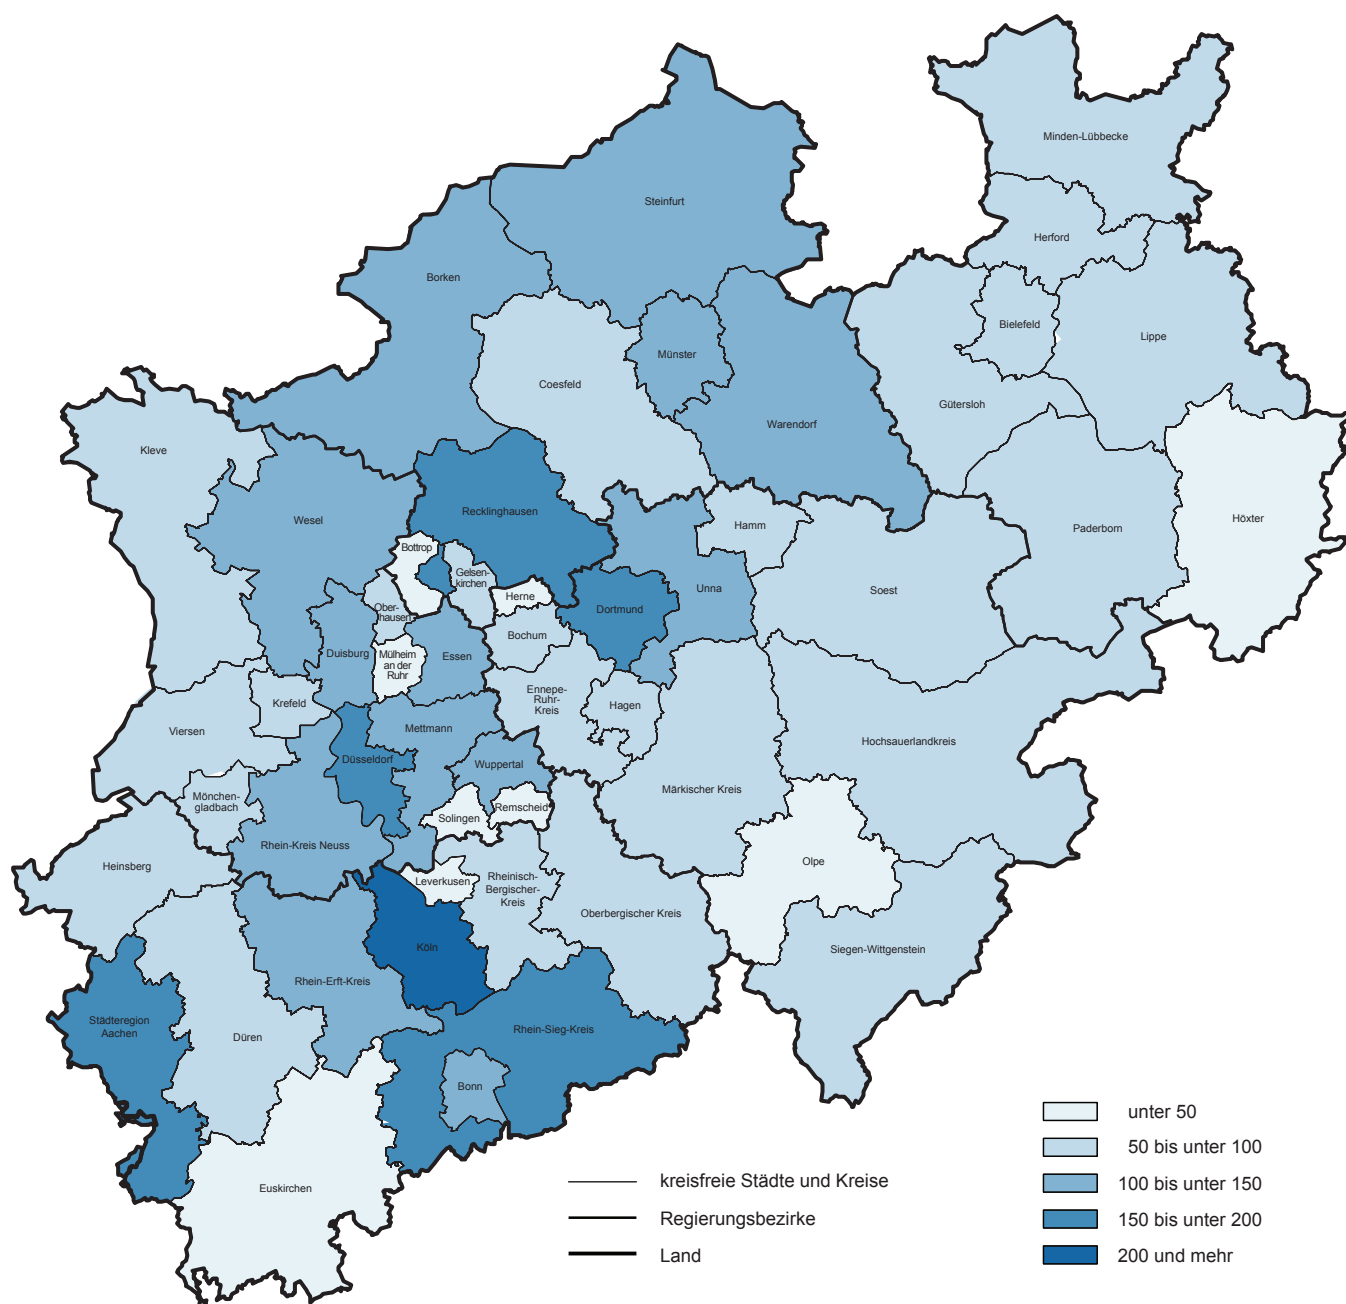 Minden-Lübbecke
Steinfurt
Herford
Borken
Bielefeld
Lippe
Münster
Coesfeld
Gütersloh
Warendorf
Kleve
Recklinghausen
Wesel
Hamm
Paderborn
Höxter
Bottrop
Gelsen-
kirchen
Unna
Soest
Herne
Dortmund
Ober-
hausen
Bochum
Duisburg
Mülheim
an der
Ruhr
Essen
Ennepe-
Ruhr-
Kreis
Hagen
Krefeld
Viersen
Mettmann
Hochsauerlandkreis
Düsseldorf
Wuppertal
Märkischer Kreis
Mönchen-
gladbach
Remscheid
Solingen
Rhein-Kreis Neuss
Heinsberg
Olpe
Leverkusen
Rheinisch-
Bergischer-
Kreis
Oberbergischer Kreis
Köln
Siegen-Wittgenstein
Rhein-Erft-Kreis
Städteregion
Aachen
Rhein-Sieg-Kreis
Düren
Bonn
Euskirchen
kreisfreie Städte und Kreise
Regierungsbezirke
Land
unter 50
50 bis unter 100
100 bis unter 150
150 bis unter 200
200 und mehr